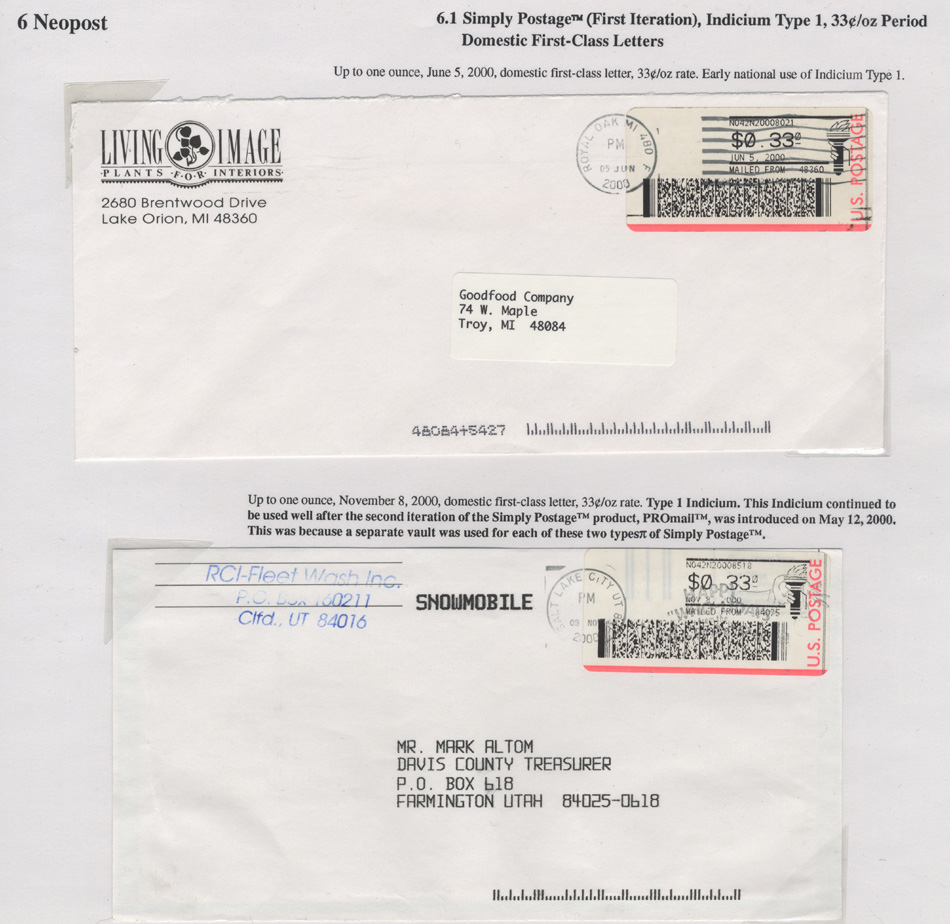 6 Neopost
6.1 Simply Postage™ (First Iteration), Indicium Type 1, 33¢/oz Period
Domestic First-Class Letters
Up to one ounce, June 5, 2000, domestic first-class letter, 33¢/oz rate. Early national use of Indicium Type 1.
LIVING IMAGE
·PLANTS·FOR·INTERIORS·
2680 Brentwood Drive
Lake Orion, MI 48360
ROYAL OAK MI 480
PM
05 JUN
2000
N042N20008021
$0.33⁰
JUN 5, 2000
MAILED FROM 48360
U.S. POSTAGE
Goodfood Company
74 W. Maple
Troy, MI 48084
48084+5427
Up to one ounce, November 8, 2000, domestic first-class letter, 33¢/oz rate. Type 1 Indicium. This Indicium continued to
be used well after the second iteration of the Simply Postage™ product, PROmail™, was introduced on May 12, 2000.
This was because a separate vault was used for each of these two typesπ of Simply Postage™.
RCI-Fleet Wash Inc.
P.O. Box 160211
Clfd., UT 84016
SNOWMOBILE
SALT LAKE CITY UT
PM
2000
N042N20008518
$0.33⁰
NOV 8, 2000
MAILED FROM 84095
U.S. POSTAGE
MR. MARK ALTOM
DAVIS COUNTY TREASURER
P.O. BOX 618
FARMINGTON UTAH 84025-0618